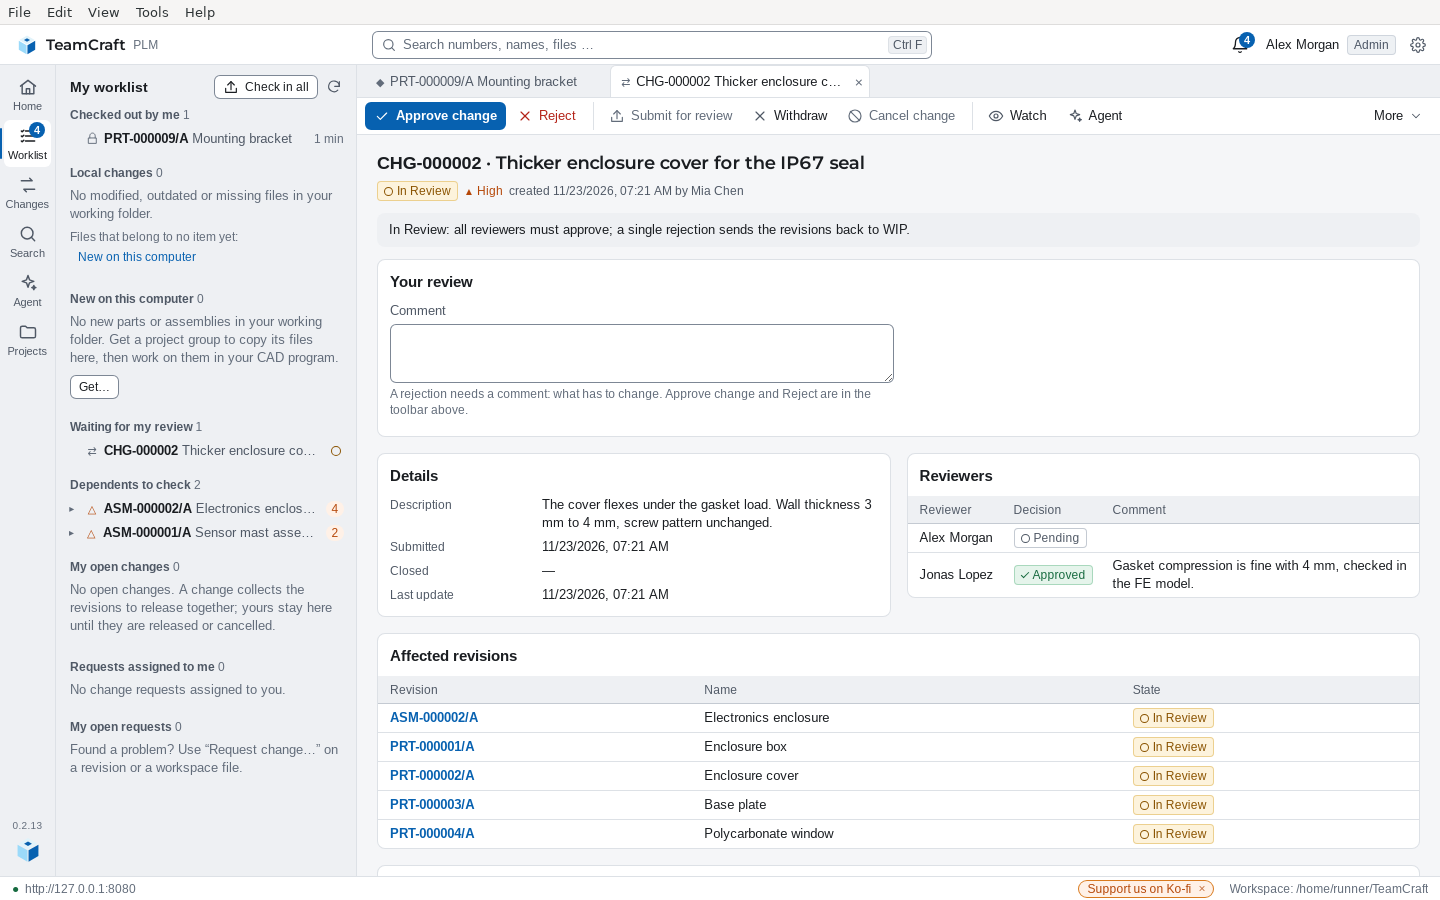 File Edit View Tools Help
TeamCraft PLM
Search numbers, names, files … Ctrl F
4 Alex Morgan Admin
Home
4
Worklist
Changes
Search
Agent
Projects
0.2.13
My worklist Check in all
Checked out by me 1
PRT-000009/A Mounting bracket 1 min
Local changes 0
No modified, outdated or missing files in your
working folder.
Files that belong to no item yet:
New on this computer
New on this computer 0
No new parts or assemblies in your working
folder. Get a project group to copy its files
here, then work on them in your CAD program.
Get…
Waiting for my review 1
CHG-000002 Thicker enclosure co…
Dependents to check 2
ASM-000002/A Electronics enclos… 4
ASM-000001/A Sensor mast asse… 2
My open changes 0
No open changes. A change collects the
revisions to release together; yours stay here
until they are released or cancelled.
Requests assigned to me 0
No change requests assigned to you.
My open requests 0
Found a problem? Use “Request change…” on
a revision or a workspace file.
PRT-000009/A Mounting bracket CHG-000002 Thicker enclosure c… ×
Approve change Reject Submit for review Withdraw Cancel change Watch Agent More
CHG-000002 · Thicker enclosure cover for the IP67 seal
In Review ▲ High created 11/23/2026, 07:21 AM by Mia Chen
In Review: all reviewers must approve; a single rejection sends the revisions back to WIP.
Your review
Comment
A rejection needs a comment: what has to change. Approve change and Reject are in the
toolbar above.
Details
Description The cover flexes under the gasket load. Wall thickness 3
mm to 4 mm, screw pattern unchanged.
Submitted 11/23/2026, 07:21 AM
Closed —
Last update 11/23/2026, 07:21 AM
Reviewers
Reviewer Decision Comment
Alex Morgan Pending
Jonas Lopez Approved Gasket compression is fine with 4 mm, checked in
the FE model.
Affected revisions
Revision Name State
ASM-000002/A Electronics enclosure In Review
PRT-000001/A Enclosure box In Review
PRT-000002/A Enclosure cover In Review
PRT-000003/A Base plate In Review
PRT-000004/A Polycarbonate window In Review
http://127.0.0.1:8080 Support us on Ko-fi × Workspace: /home/runner/TeamCraft